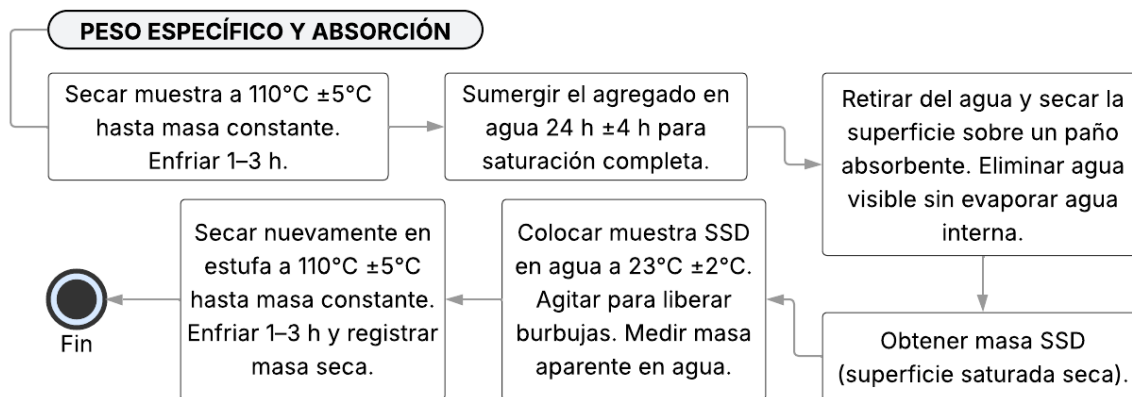 PESO ESPECÍFICO Y ABSORCIÓN
Secar muestra a 110°C ±5°C
hasta masa constante.
Enfriar 1–3 h.
Sumergir el agregado en
agua 24 h ±4 h para
saturación completa.
Retirar del agua y secar la
superficie sobre un paño
absorbente. Eliminar agua
visible sin evaporar agua
interna.
Obtener masa SSD
(superficie saturada seca).
Colocar muestra SSD
en agua a 23°C ±2°C.
Agitar para liberar
burbujas. Medir masa
aparente en agua.
Secar nuevamente en
estufa a 110°C ±5°C
hasta masa constante.
Enfriar 1–3 h y registrar
masa seca.
Fin